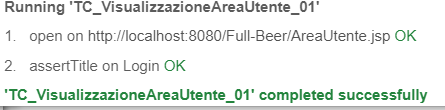 Running 'TC_VisualizzazioneAreaUtente_01'
1. open on http://localhost:8080/Full-Beer/AreaUtente.jsp OK
2. assertTitle on Login OK
'TC_VisualizzazioneAreaUtente_01' completed successfully